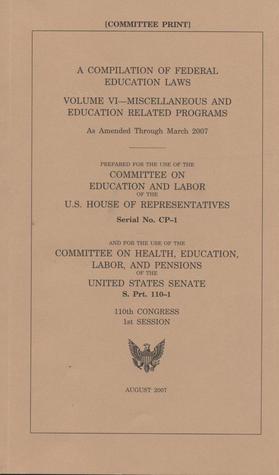 [COMMITTEE PRINT]
A COMPILATION OF FEDERAL
EDUCATION LAWS
VOLUME VI—MISCELLANEOUS AND
EDUCATION RELATED PROGRAMS
As Amended Through March 2007
PREPARED FOR THE USE OF THE
COMMITTEE ON
EDUCATION AND LABOR
OF THE
U.S. HOUSE OF REPRESENTATIVES
Serial No. CP–1
AND FOR THE USE OF THE
COMMITTEE ON HEALTH, EDUCATION,
LABOR, AND PENSIONS
OF THE
UNITED STATES SENATE
S. Prt. 110–1
110th CONGRESS
1st SESSION
AUGUST 2007